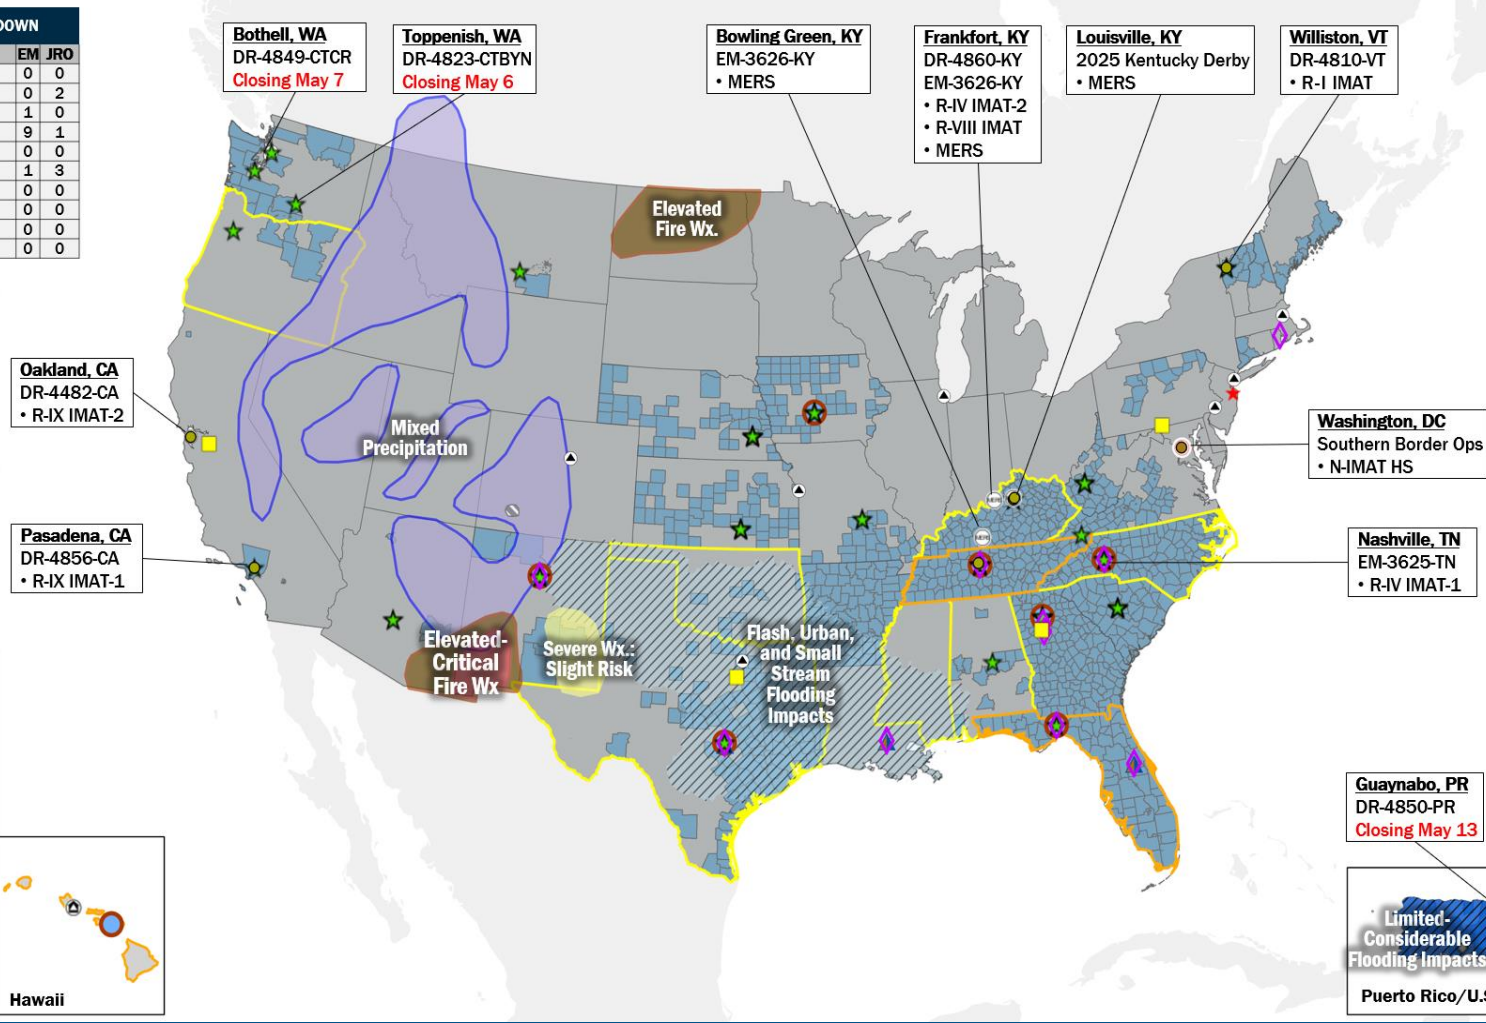 DOWN
EM JRO
0 0
0 2
1 0
9 1
0 0
1 3
0 0
0 0
0 0
0 0
Bothell, WA
DR-4849-CTCR
Closing May 7
Toppenish, WA
DR-4823-CTBYN
Closing May 6
Bowling Green, KY
EM-3626-KY
• MERS
Frankfort, KY
DR-4860-KY
EM-3626-KY
• R-IV IMAT-2
• R-VIII IMAT
• MERS
Louisville, KY
2025 Kentucky Derby
• MERS
Williston, VT
DR-4810-VT
• R-I IMAT
Elevated
Fire Wx.
Oakland, CA
DR-4482-CA
• R-IX IMAT-2
Mixed
Precipitation
Washington, DC
Southern Border Ops
• N-IMAT HS
MERS
MERS
Pasadena, CA
DR-4856-CA
• R-IX IMAT-1
Nashville, TN
EM-3625-TN
• R-IV IMAT-1
Elevated-
Critical
Fire Wx
Severe Wx.:
Slight Risk
Flash, Urban,
and Small
Stream
Flooding
Impacts
Guaynabo, PR
DR-4850-PR
Closing May 13
Limited-
Considerable
Flooding Impacts
Hawaii
Puerto Rico/U.S